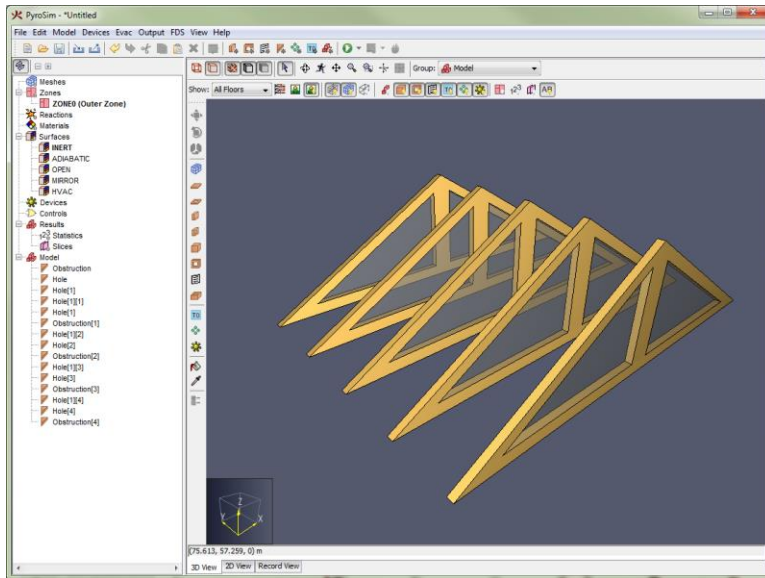 PyroSim - *Untitled
File Edit Model Devices Evac Output FDS View Help
Group: Model
Show: All Floors
Meshes
Zones
ZONE0 (Outer Zone)
Reactions
Materials
Surfaces
INERT
ADIABATIC
OPEN
MIRROR
HVAC
Devices
Controls
Results
Statistics
Slices
Model
Obstruction
Hole
Hole[1]
Hole[1][1]
Hole[1]
Obstruction[1]
Hole[1][2]
Hole[2]
Obstruction[2]
Hole[1][3]
Hole[3]
Obstruction[3]
Hole[1][4]
Hole[4]
Obstruction[4]
Z
Y X
(75.613, 57.259, 0) m
3D View 2D View Record View